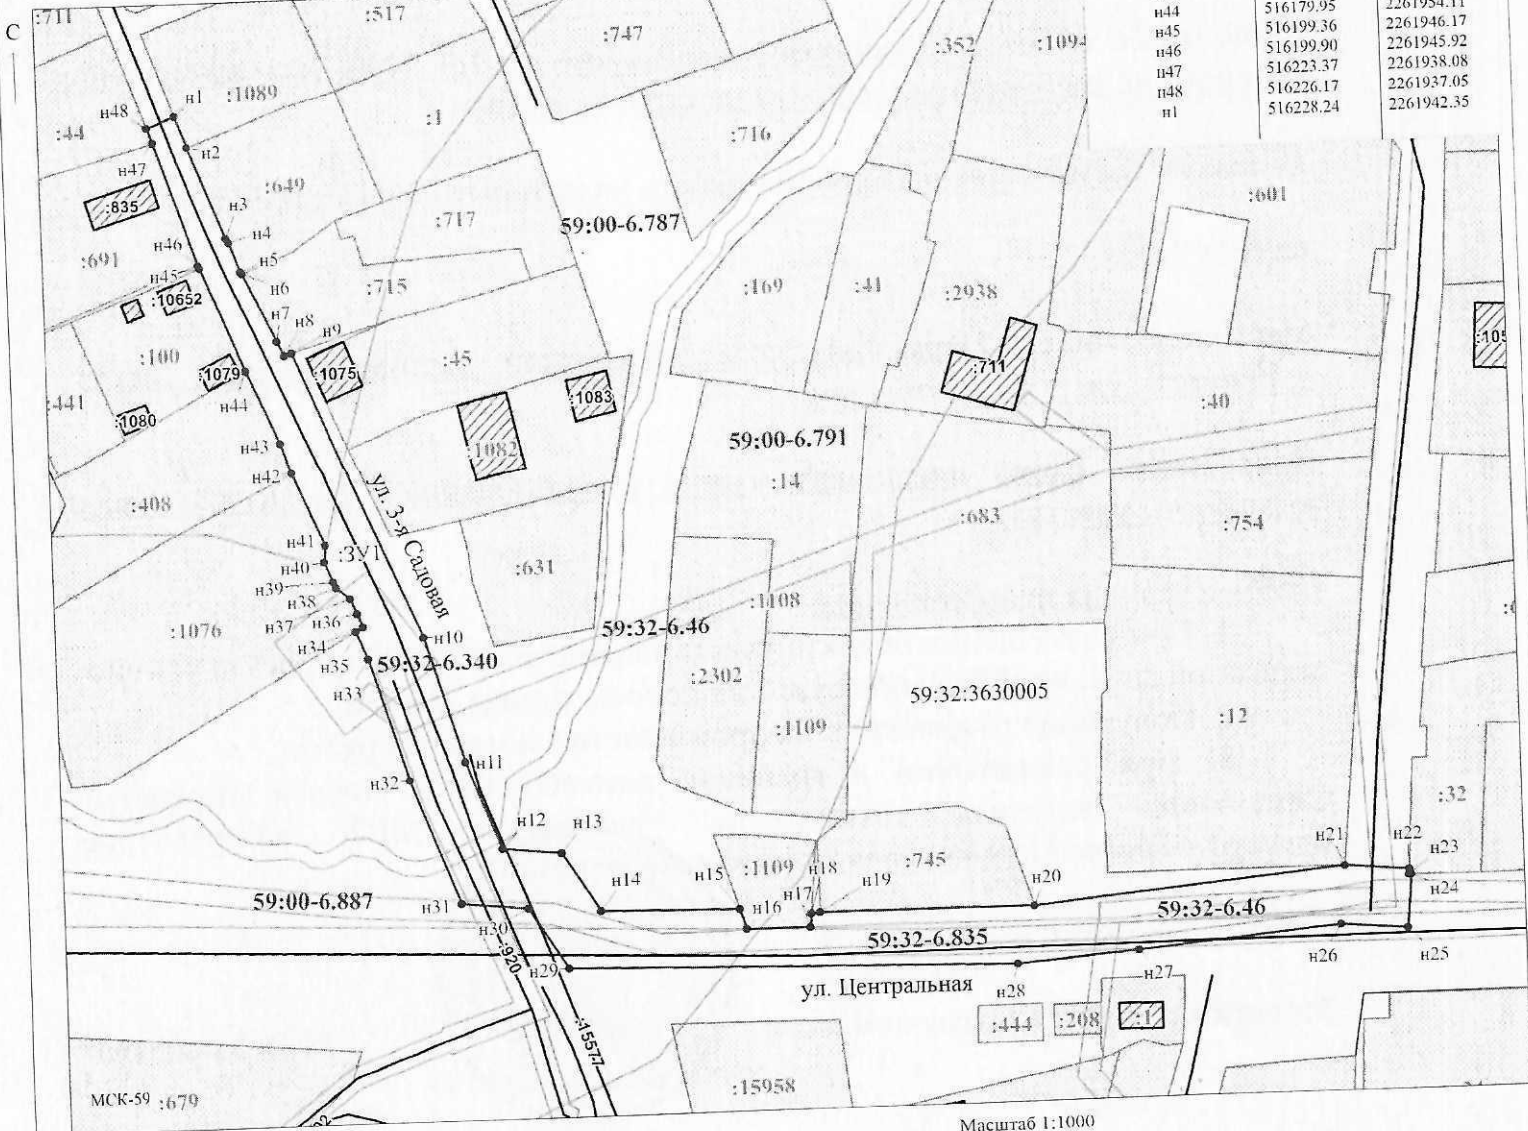 С
:711
:517
:747
:352
:1094
н44 516179.95 2261954.11
н45 516199.36 2261946.17
н46 516199.90 2261945.92
н47 516223.37 2261938.08
н48 516226.17 2261937.05
н1 516228.24 2261942.35
н48
н1
:1089
:44
:1
:716
н2
н47
:649
:601
:835
н3
:717
59:00-6.787
н4
н46
:691
н5
н45
н6
:715
:169
:41
:2938
:10652
н7
н8
н9
:105
:100
:45
:1079
:1075
:711
н44
:1083
:441
:1080
:40
н43
59:00-6.791
:1082
н42
:14
:408
ул. 3-я Садовая
:683
:754
н41
:ЗУ1
н40
:631
н39
н38
:1108
н37
н36
:1076
н10
59:32-6.46
н34
н35
59:32-6.340
:2302
59:32:3630005
н33
:12
:1109
н11
н32
:32
н12
н13
н21
н22
н23
н15
:1109
н18
:745
н14
н17
н19
н20
н24
59:00-6.887
н31
н16
59:32-6.46
н30
59:32-6.835
н29
:920
н26
н25
н27
ул. Центральная
н28
:444
:208
:1
:15577
:15958
МСК-59
:679
Масштаб 1:1000